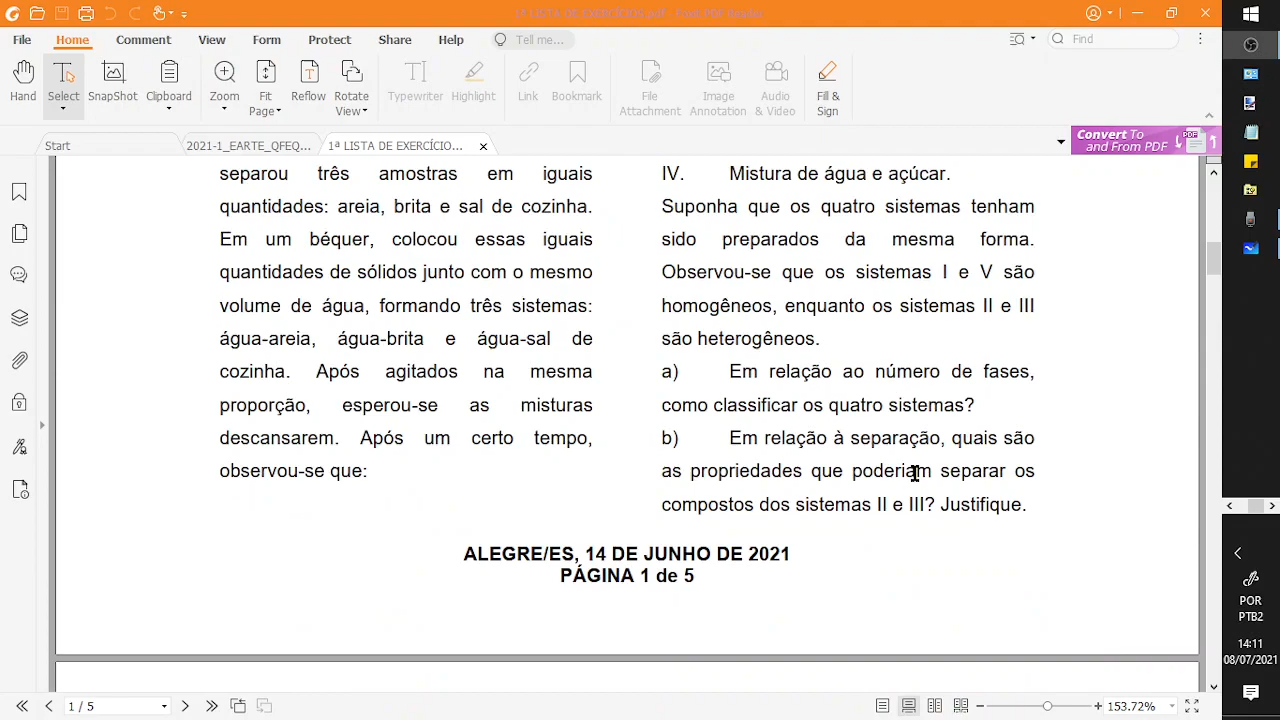 1ª LISTA DE EXERCÍCIOS.pdf - Foxit PDF Reader
File Home Comment View Form Protect Share Help Tell me... Find
Hand Select SnapShot Clipboard Zoom Fit Page Reflow Rotate View Typewriter Highlight Link Bookmark File Attachment Image Annotation Audio & Video Fill & Sign
Start 2021-1_EARTE_QFEQ... 1ª LISTA DE EXERCÍCIO... Convert To and From PDF PDF
separou três amostras em iguais
quantidades: areia, brita e sal de cozinha.
Em um béquer, colocou essas iguais
quantidades de sólidos junto com o mesmo
volume de água, formando três sistemas:
água-areia, água-brita e água-sal de
cozinha. Após agitados na mesma
proporção, esperou-se as misturas
descansarem. Após um certo tempo,
observou-se que:
IV. Mistura de água e açúcar.
Suponha que os quatro sistemas tenham
sido preparados da mesma forma.
Observou-se que os sistemas I e V são
homogêneos, enquanto os sistemas II e III
são heterogêneos.
a) Em relação ao número de fases,
como classificar os quatro sistemas?
b) Em relação à separação, quais são
as propriedades que poderiam separar os
compostos dos sistemas II e III? Justifique.
ALEGRE/ES, 14 DE JUNHO DE 2021
PÁGINA 1 de 5
1 / 5 153.72%
POR
PTB2
14:11
08/07/2021